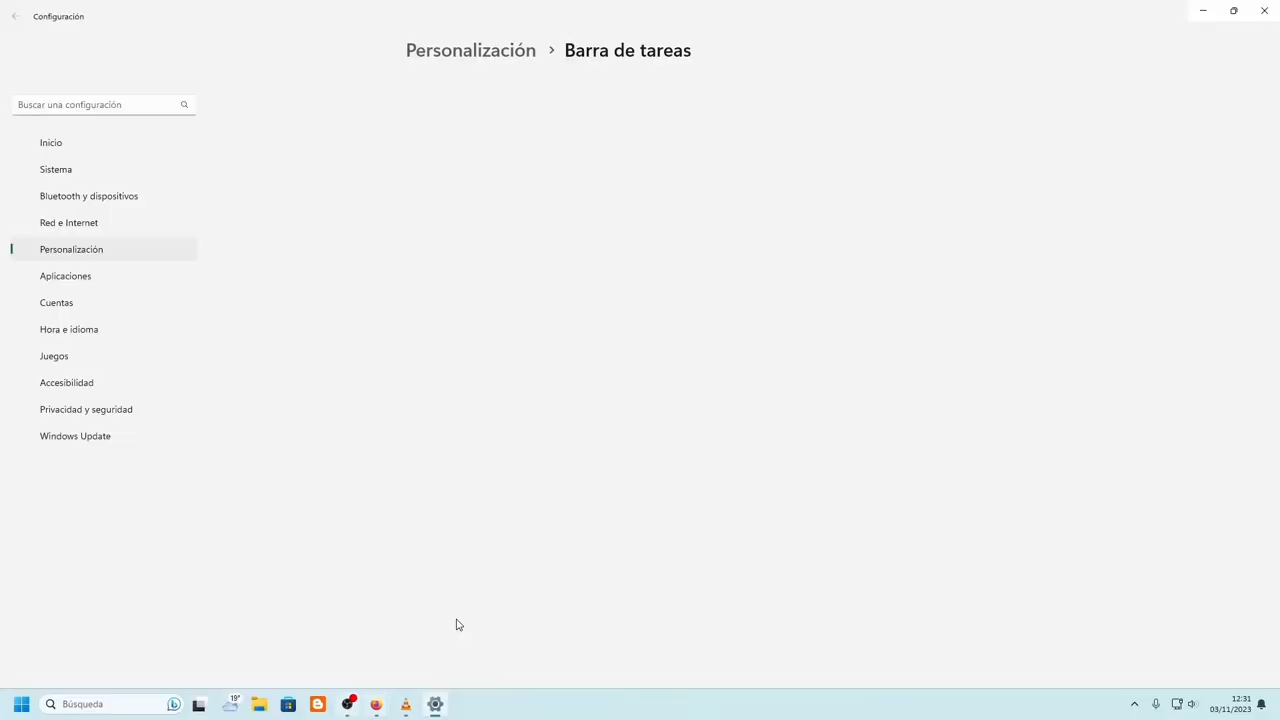 Configuración
Personalización > Barra de tareas
Buscar una configuración
Inicio
Sistema
Bluetooth y dispositivos
Red e Internet
Personalización
Aplicaciones
Cuentas
Hora e idioma
Juegos
Accesibilidad
Privacidad y seguridad
Windows Update
Búsqueda
19°
12:31
03/11/2023